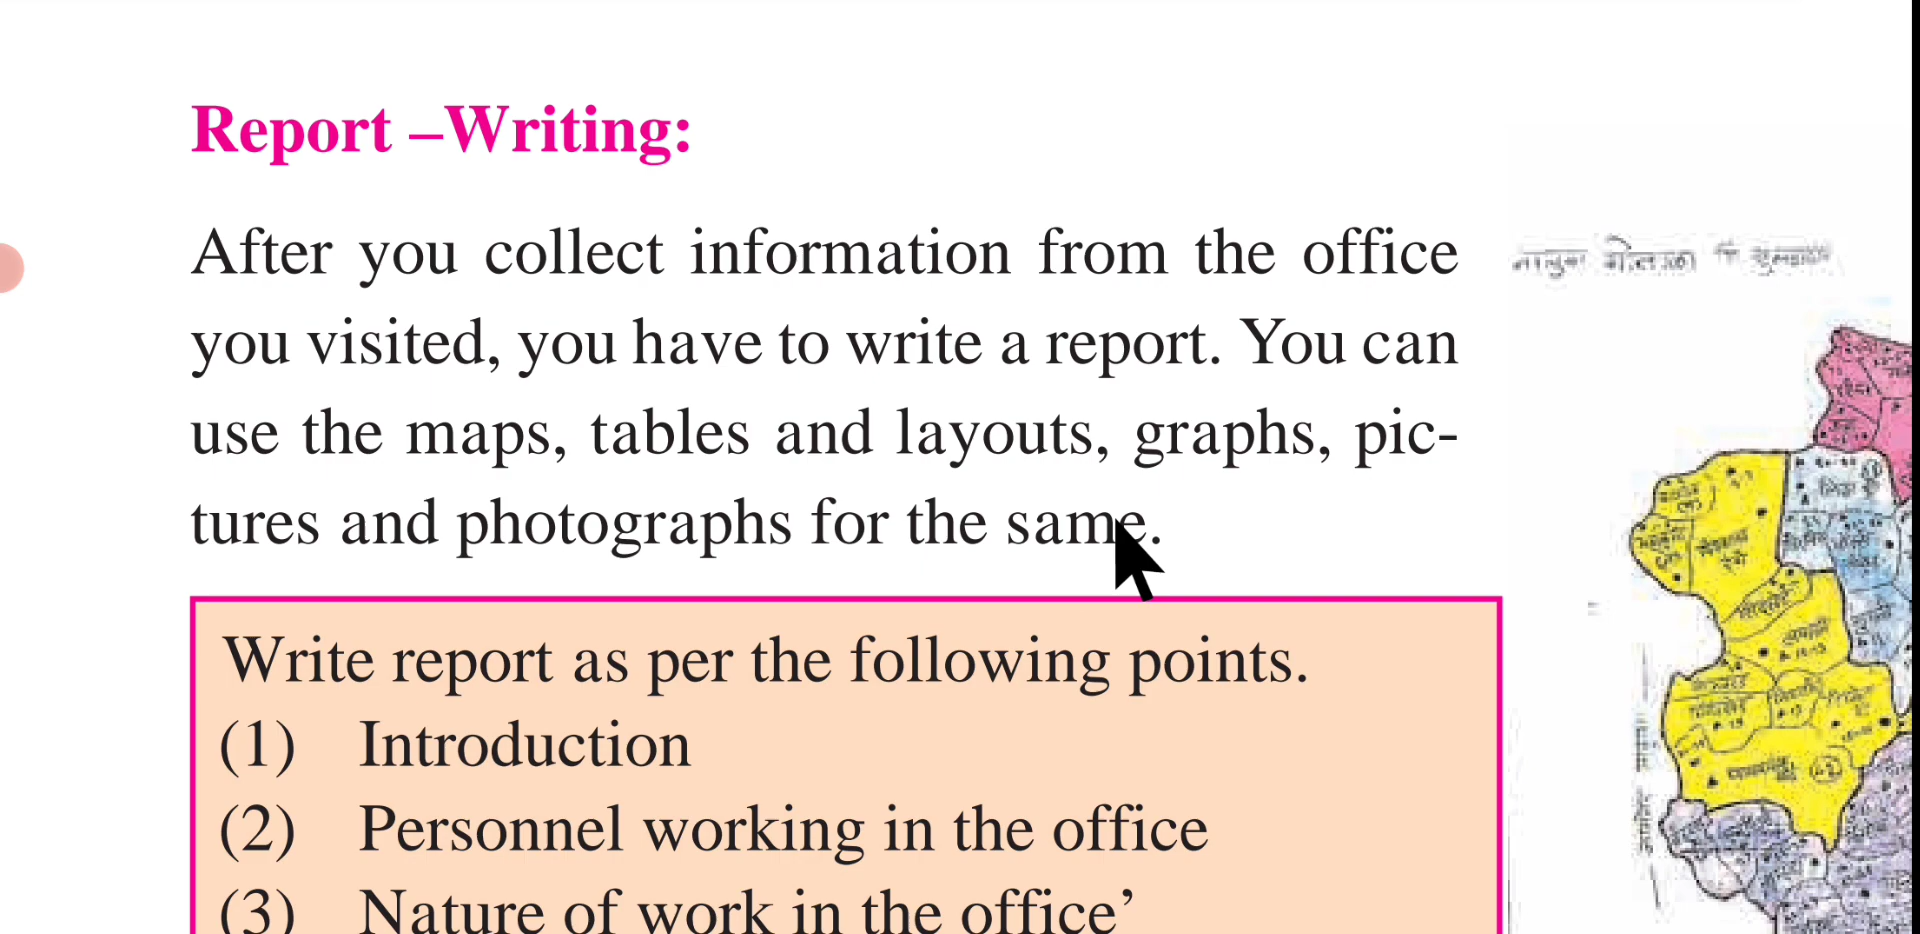 Report –Writing:
After you collect information from the office
you visited, you have to write a report. You can
use the maps, tables and layouts, graphs, pic-
tures and photographs for the same.
Write report as per the following points.
(1) Introduction
(2) Personnel working in the office
(3) Nature of work in the office’